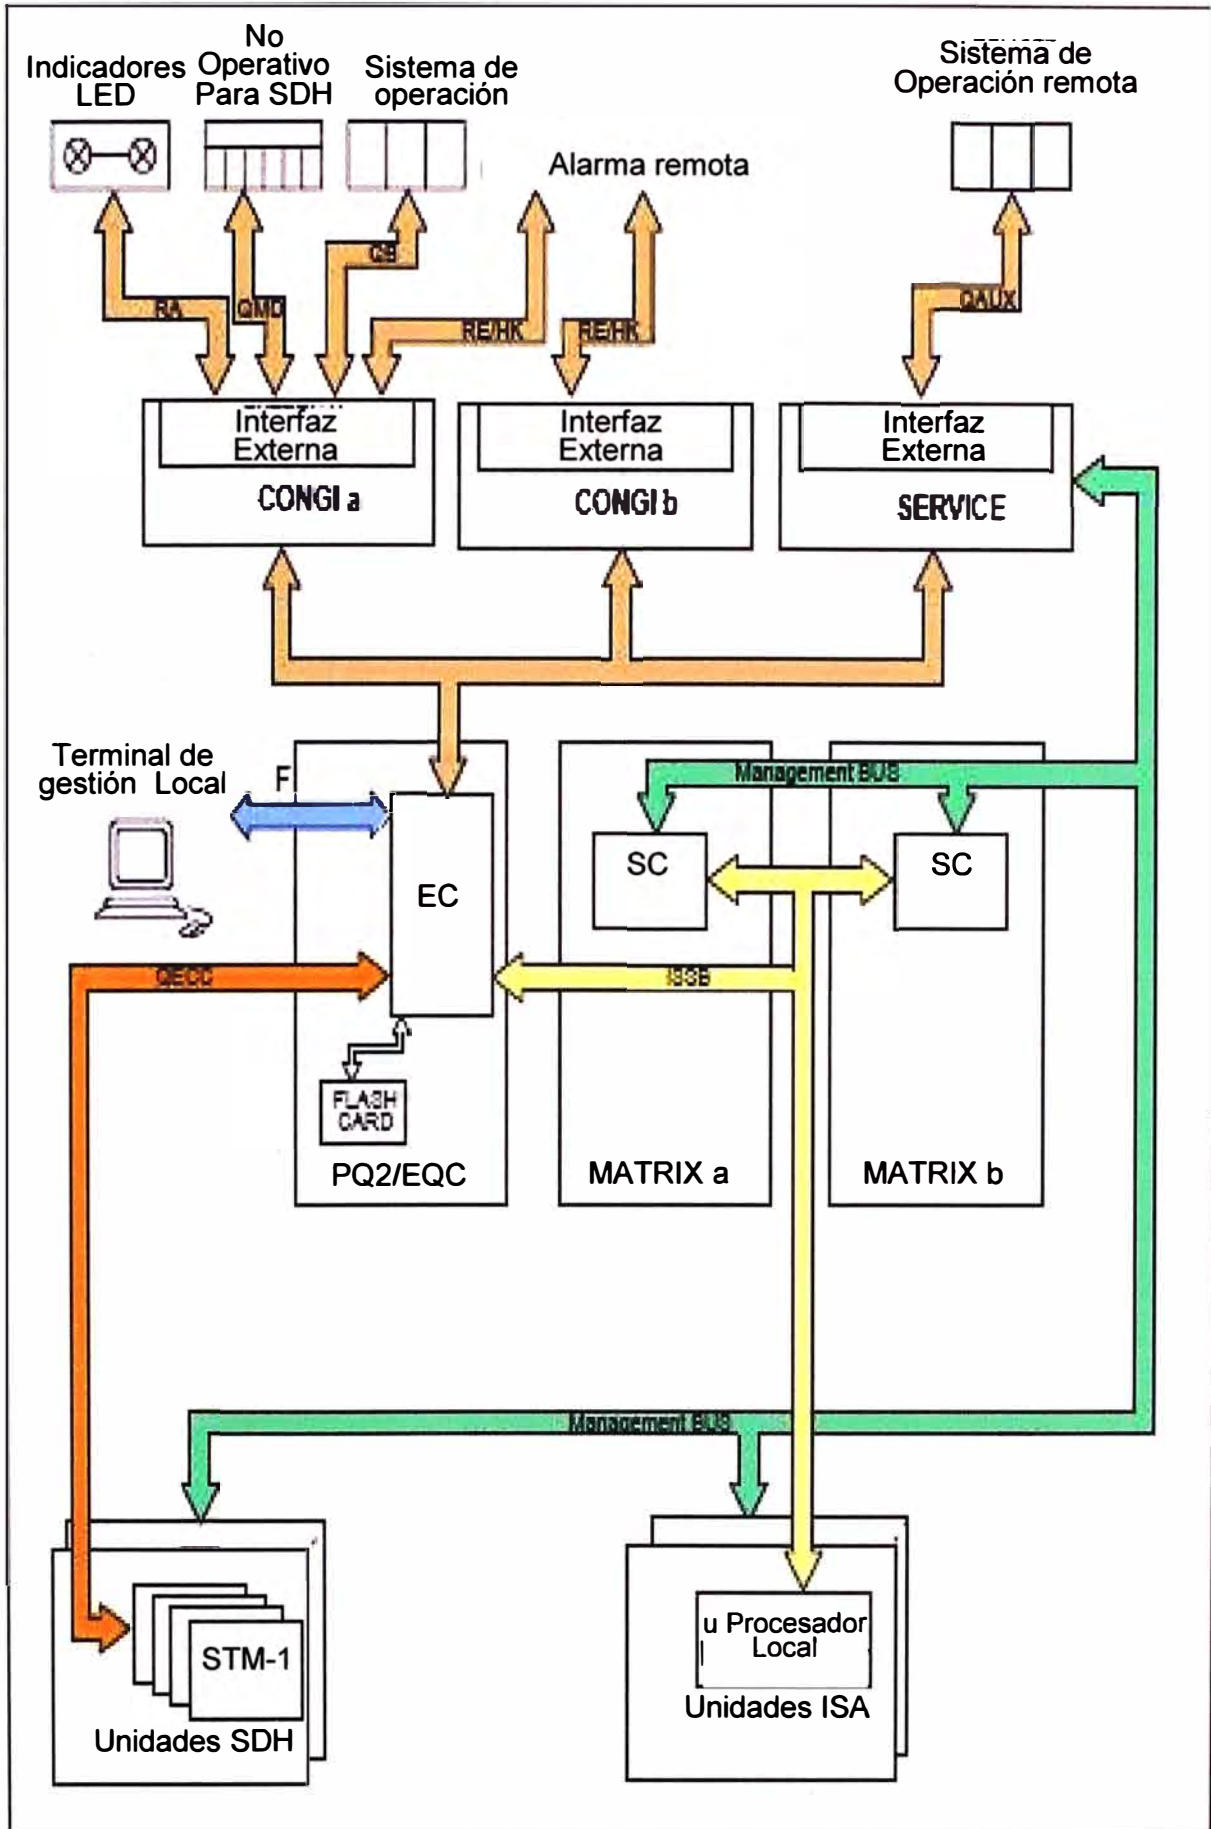 No
Indicadores
Operativo
Sistema de
Sistema de
LED
Para SDH
operación
Operación remota
Alarma remota
QB
RA
QMD
RE/HK
RE/HK
QAUX
Interfaz
Externa
CONGI a
Interfaz
Externa
CONGI b
Interfaz
Externa
SERVICE
Terminal de
gestión Local
F
Management BUS
EC
SC
SC
QECC
ISSB
FLASH
CARD
PQ2/EQC
MATRIX a
MATRIX b
Management BUS
STM-1
Unidades SDH
u Procesador
Local
Unidades ISA